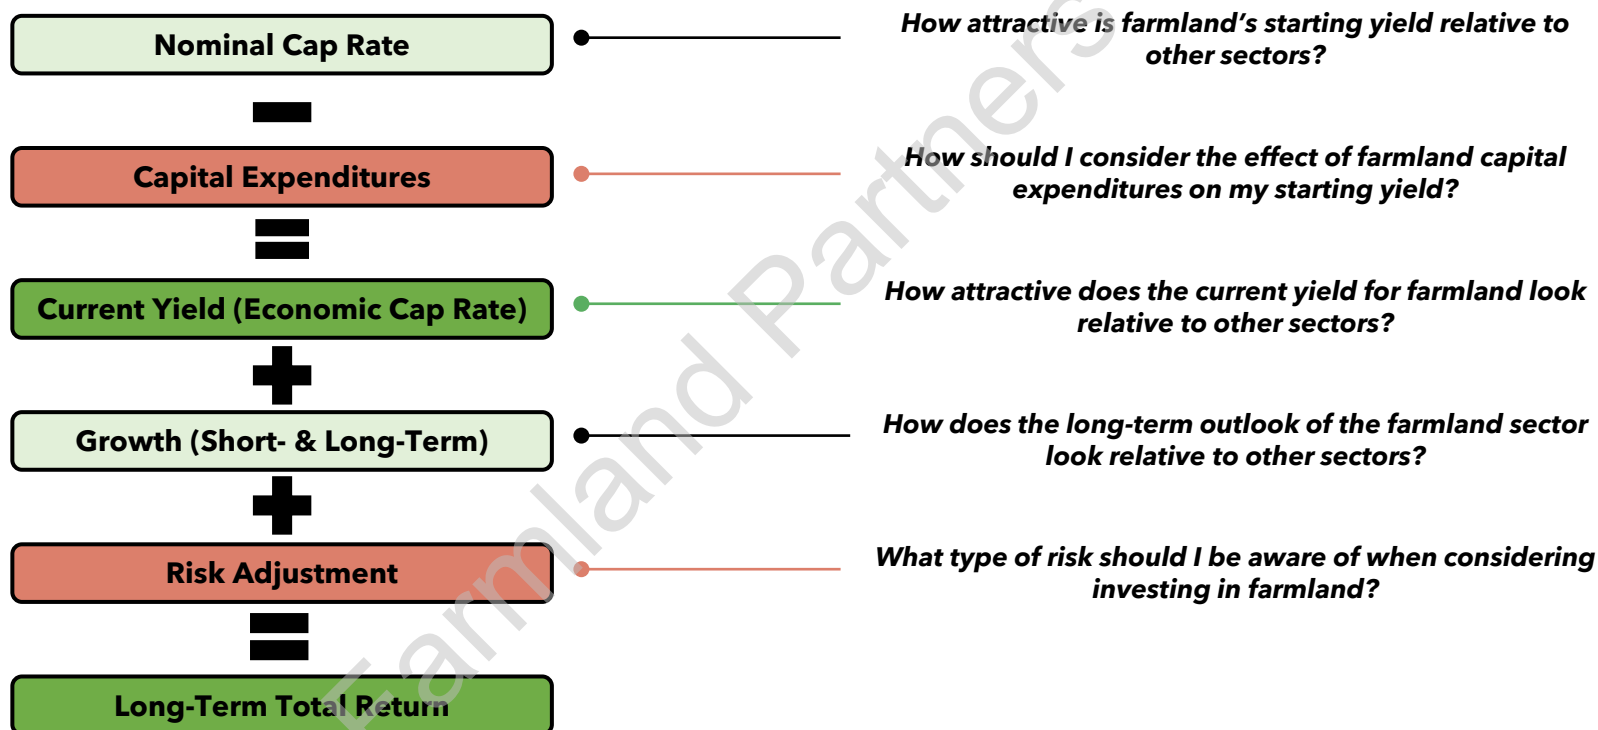 Nominal Cap Rate
How attractive is farmland's starting yield relative to
other sectors?
Capital Expenditures
How should I consider the effect of farmland capital
expenditures on my starting yield?
Current Yield (Economic Cap Rate)
How attractive does the current yield for farmland look
relative to other sectors?
Growth (Short- & Long-Term)
How does the long-term outlook of the farmland sector
look relative to other sectors?
Risk Adjustment
What type of risk should I be aware of when considering
investing in farmland?
Long-Term Total Return
Farmland Partners